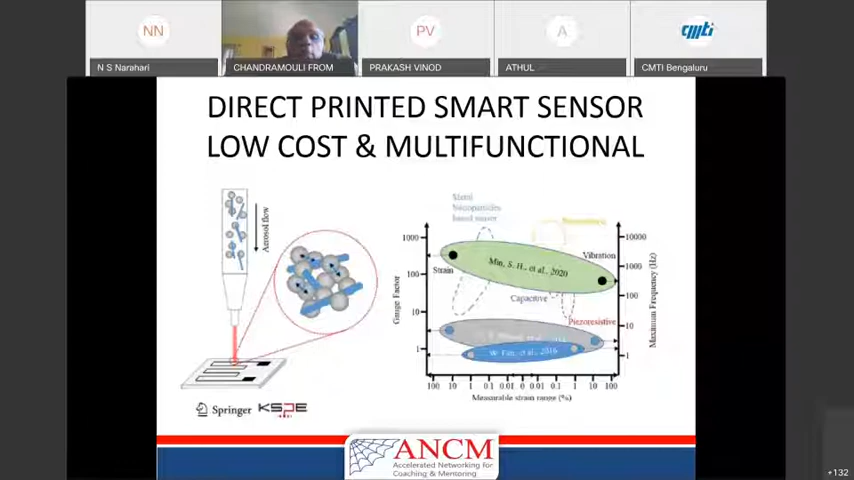 NN
PV
A
cmti
N S Narahari
CHANDRAMOULI FROM
PRAKASH VINOD
ATHUL
CMTI Bengaluru
DIRECT PRINTED SMART SENSOR
LOW COST & MULTIFUNCTIONAL
Aerosol flow
Springer
KSPE
Metal
Nanoparticles
based sensor
Vibration
Strain
Min, S. H., et al., 2020
Capacitive
Piezoresistive
et al., 2016
Gauge Factor
1000
100
10
1
10000
1000
100
10
1
Maximum Frequency (Hz)
100 10 1 0.1 0.01 0 0.01 0.1 1 10 100
Measurable strain range (%)
ANCM
Accelerated Networking for
Coaching & Mentoring
+132